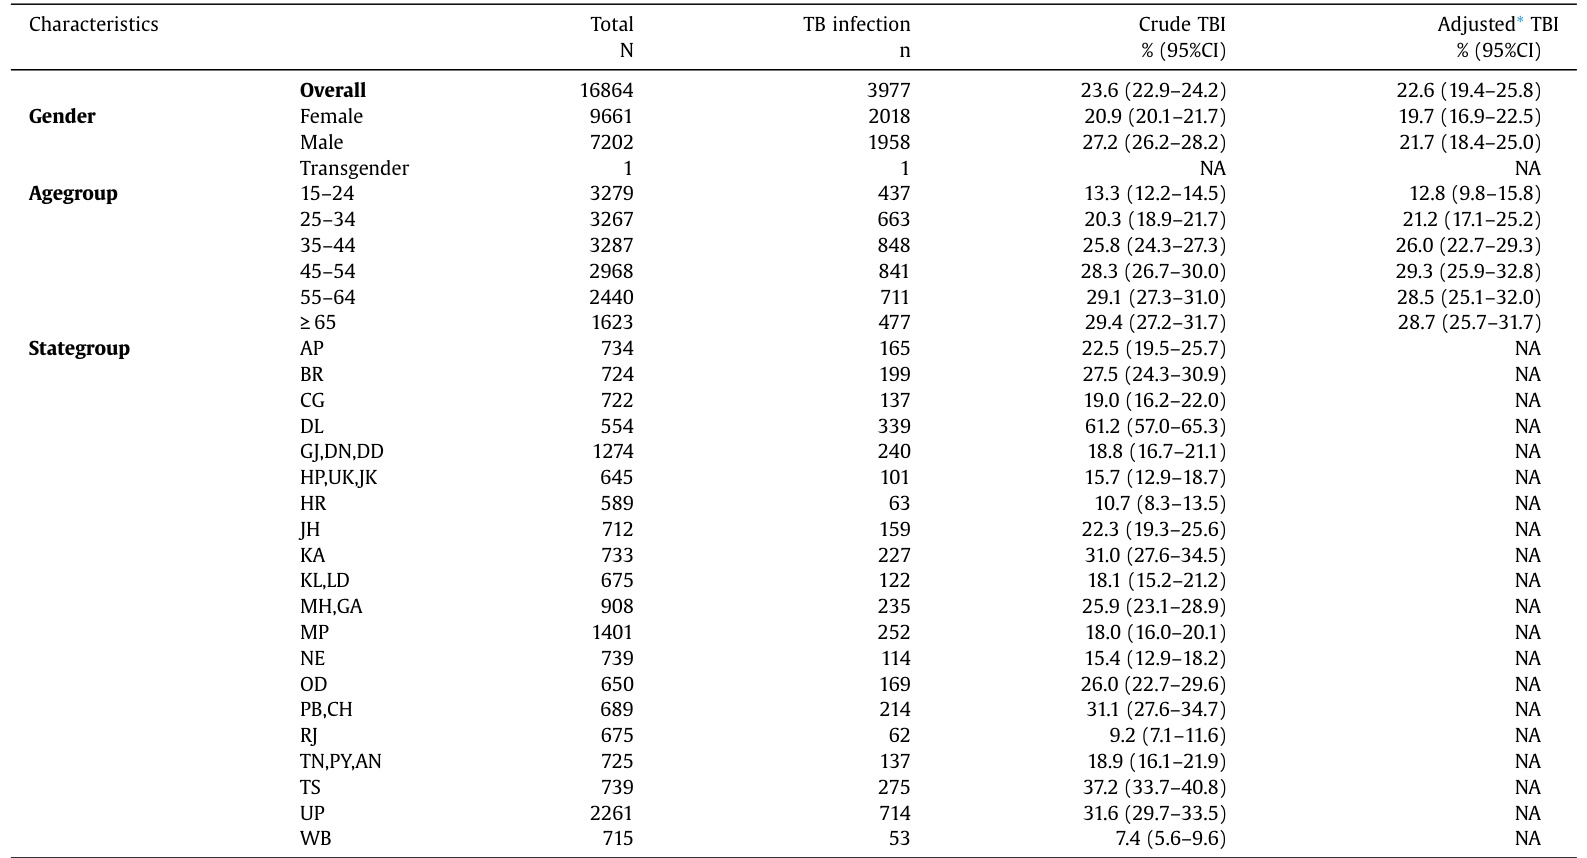 Characteristics Total TB infection Crude TBI Adjusted* TBI
N n % (95%CI) % (95%CI)
Overall 16864 3977 23.6 (22.9–24.2) 22.6 (19.4–25.8)
Gender Female 9661 2018 20.9 (20.1–21.7) 19.7 (16.9–22.5)
Male 7202 1958 27.2 (26.2–28.2) 21.7 (18.4–25.0)
Transgender 1 1 NA NA
Agegroup 15–24 3279 437 13.3 (12.2–14.5) 12.8 (9.8–15.8)
25–34 3267 663 20.3 (18.9–21.7) 21.2 (17.1–25.2)
35–44 3287 848 25.8 (24.3–27.3) 26.0 (22.7–29.3)
45–54 2968 841 28.3 (26.7–30.0) 29.3 (25.9–32.8)
55–64 2440 711 29.1 (27.3–31.0) 28.5 (25.1–32.0)
≥ 65 1623 477 29.4 (27.2–31.7) 28.7 (25.7–31.7)
Stategroup AP 734 165 22.5 (19.5–25.7) NA
BR 724 199 27.5 (24.3–30.9) NA
CG 722 137 19.0 (16.2–22.0) NA
DL 554 339 61.2 (57.0–65.3) NA
GJ,DN,DD 1274 240 18.8 (16.7–21.1) NA
HP,UK,JK 645 101 15.7 (12.9–18.7) NA
HR 589 63 10.7 (8.3–13.5) NA
JH 712 159 22.3 (19.3–25.6) NA
KA 733 227 31.0 (27.6–34.5) NA
KL,LD 675 122 18.1 (15.2–21.2) NA
MH,GA 908 235 25.9 (23.1–28.9) NA
MP 1401 252 18.0 (16.0–20.1) NA
NE 739 114 15.4 (12.9–18.2) NA
OD 650 169 26.0 (22.7–29.6) NA
PB,CH 689 214 31.1 (27.6–34.7) NA
RJ 675 62 9.2 (7.1–11.6) NA
TN,PY,AN 725 137 18.9 (16.1–21.9) NA
TS 739 275 37.2 (33.7–40.8) NA
UP 2261 714 31.6 (29.7–33.5) NA
WB 715 53 7.4 (5.6–9.6) NA